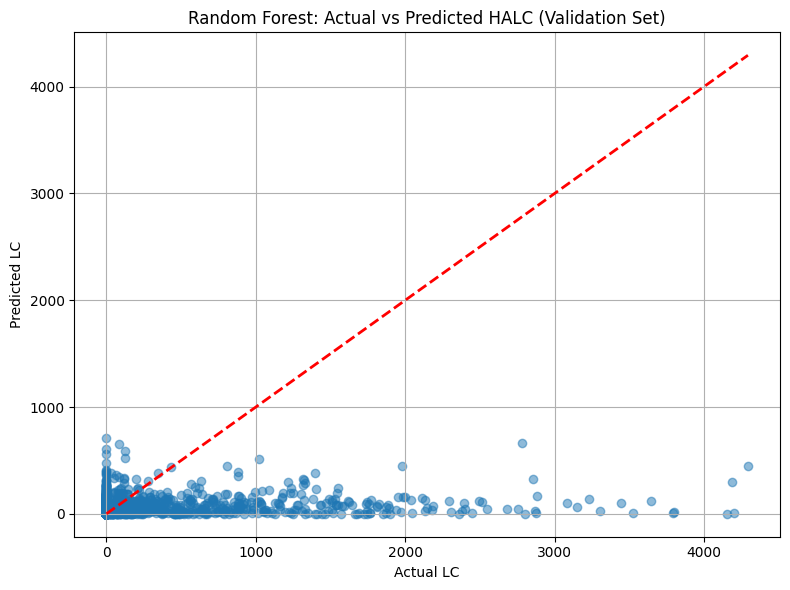 Random Forest: Actual vs Predicted HALC (Validation Set)
4000
3000
2000
1000
0
Predicted LC
0 1000 2000 3000 4000
Actual LC